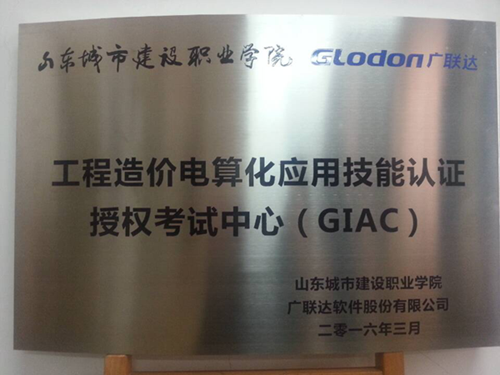 山东城市建设职业学院 GLodon广联达
工程造价电算化应用技能认证
授权考试中心（GIAC）
山东城市建设职业学院
广联达软件股份有限公司
二零一六年三月